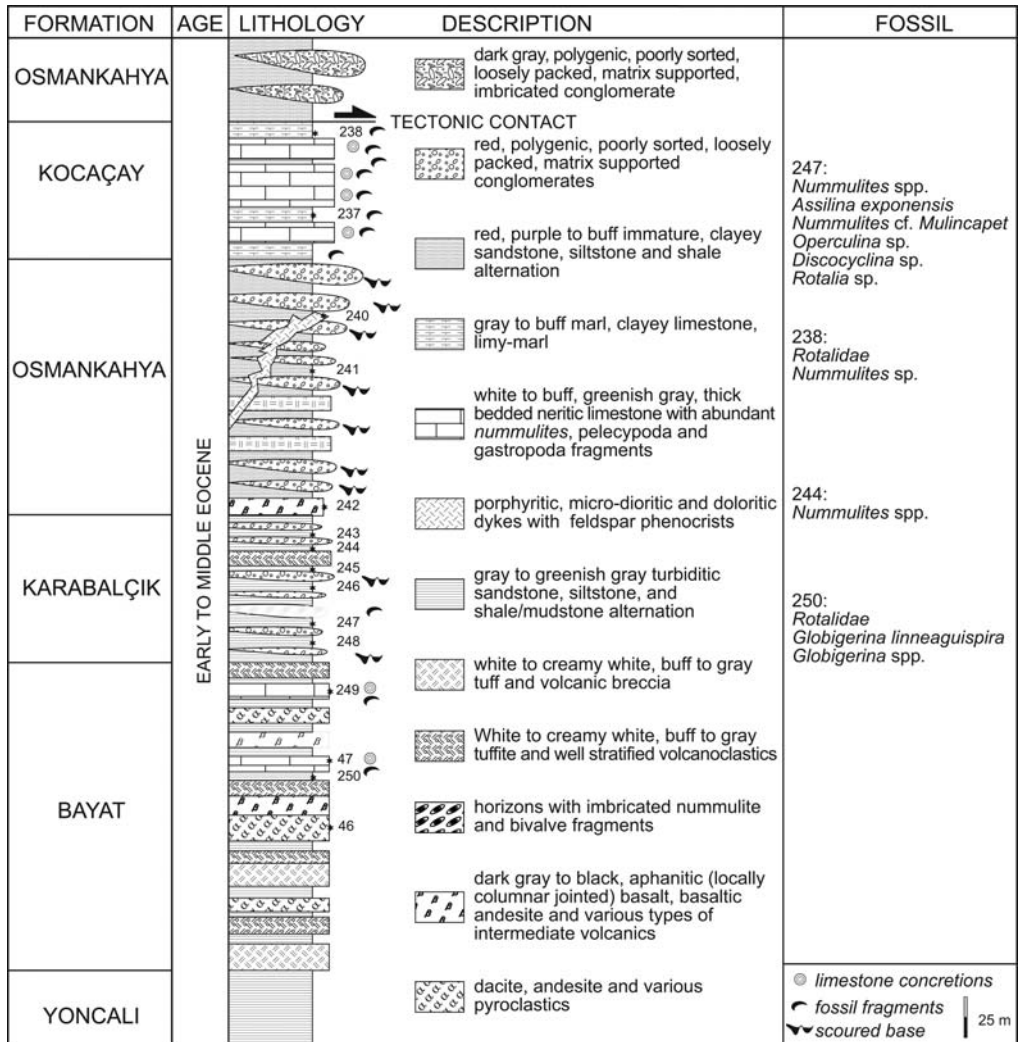 FORMATION
AGE
LITHOLOGY
DESCRIPTION
FOSSIL
OSMANKAHYA
KOCAÇAY
OSMANKAHYA
KARABALÇIK
BAYAT
YONCALI
EARLY TO MIDDLE EOCENE
238
237
240
241
242
243
244
245
246
247
248
249
47
250
46
dark gray, polygenic, poorly sorted,
loosely packed, matrix supported,
imbricated conglomerate
TECTONIC CONTACT
red, polygenic, poorly sorted, loosely
packed, matrix supported
conglomerates
red, purple to buff immature, clayey
sandstone, siltstone and shale
alternation
gray to buff marl, clayey limestone,
limy-marl
white to buff, greenish gray, thick
bedded neritic limestone with abundant
nummulites, pelecypoda and
gastropoda fragments
porphyritic, micro-dioritic and doloritic
dykes with feldspar phenocrists
gray to greenish gray turbiditic
sandstone, siltstone, and
shale/mudstone alternation
white to creamy white, buff to gray
tuff and volcanic breccia
White to creamy white, buff to gray
tuffite and well stratified volcanoclastics
horizons with imbricated nummulite
and bivalve fragments
dark gray to black, aphanitic (locally
columnar jointed) basalt, basaltic
andesite and various types of
intermediate volcanics
dacite, andesite and various
pyroclastics
247:
Nummulites spp.
Assilina exponensis
Nummulites cf. Mulincapet
Operculina sp.
Discocyclina sp.
Rotalia sp.
238:
Rotalidae
Nummulites sp.
244:
Nummulites spp.
250:
Rotalidae
Globigerina linneaguispira
Globigerina spp.
limestone concretions
fossil fragments
scoured base
25 m